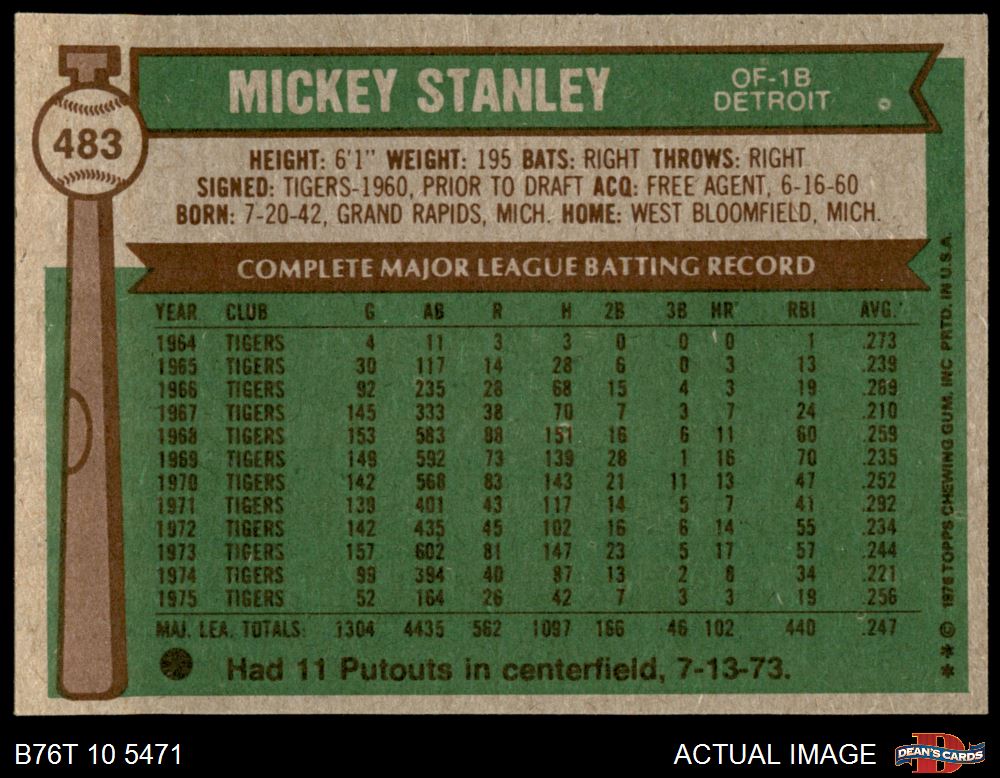 MICKEY STANLEY
OF-1B
DETROIT
483
HEIGHT: 6'1" WEIGHT: 195 BATS: RIGHT THROWS: RIGHT
SIGNED: TIGERS-1960, PRIOR TO DRAFT ACQ: FREE AGENT, 6-16-60
BORN: 7-20-42, GRAND RAPIDS, MICH. HOME: WEST BLOOMFIELD, MICH.
COMPLETE MAJOR LEAGUE BATTING RECORD
YEAR CLUB G AB R H 2B 3B HR RBI AVG.
1964 TIGERS 4 11 3 3 0 0 0 1 .273
1965 TIGERS 30 117 14 28 6 0 3 13 .239
1966 TIGERS 92 235 28 68 15 4 3 19 .289
1967 TIGERS 145 333 38 70 7 3 7 24 .210
1968 TIGERS 153 583 88 151 16 6 11 60 .259
1969 TIGERS 149 592 73 139 28 1 16 70 .235
1970 TIGERS 142 568 83 143 21 11 13 47 .252
1971 TIGERS 139 401 43 117 14 5 7 41 .292
1972 TIGERS 142 435 45 102 16 6 14 55 .234
1973 TIGERS 157 602 81 147 23 5 17 57 .244
1974 TIGERS 99 394 40 87 13 2 8 34 .221
1975 TIGERS 52 164 26 42 7 3 3 19 .256
MAJ. LEA. TOTALS: 1304 4435 562 1097 166 46 102 440 .247
Had 11 Putouts in centerfield, 7-13-73.
* * © 1976 TOPPS CHEWING GUM, INC PRTD. IN U.S.A.
B76T 10 5471
ACTUAL IMAGE
DEAN'S CARDS